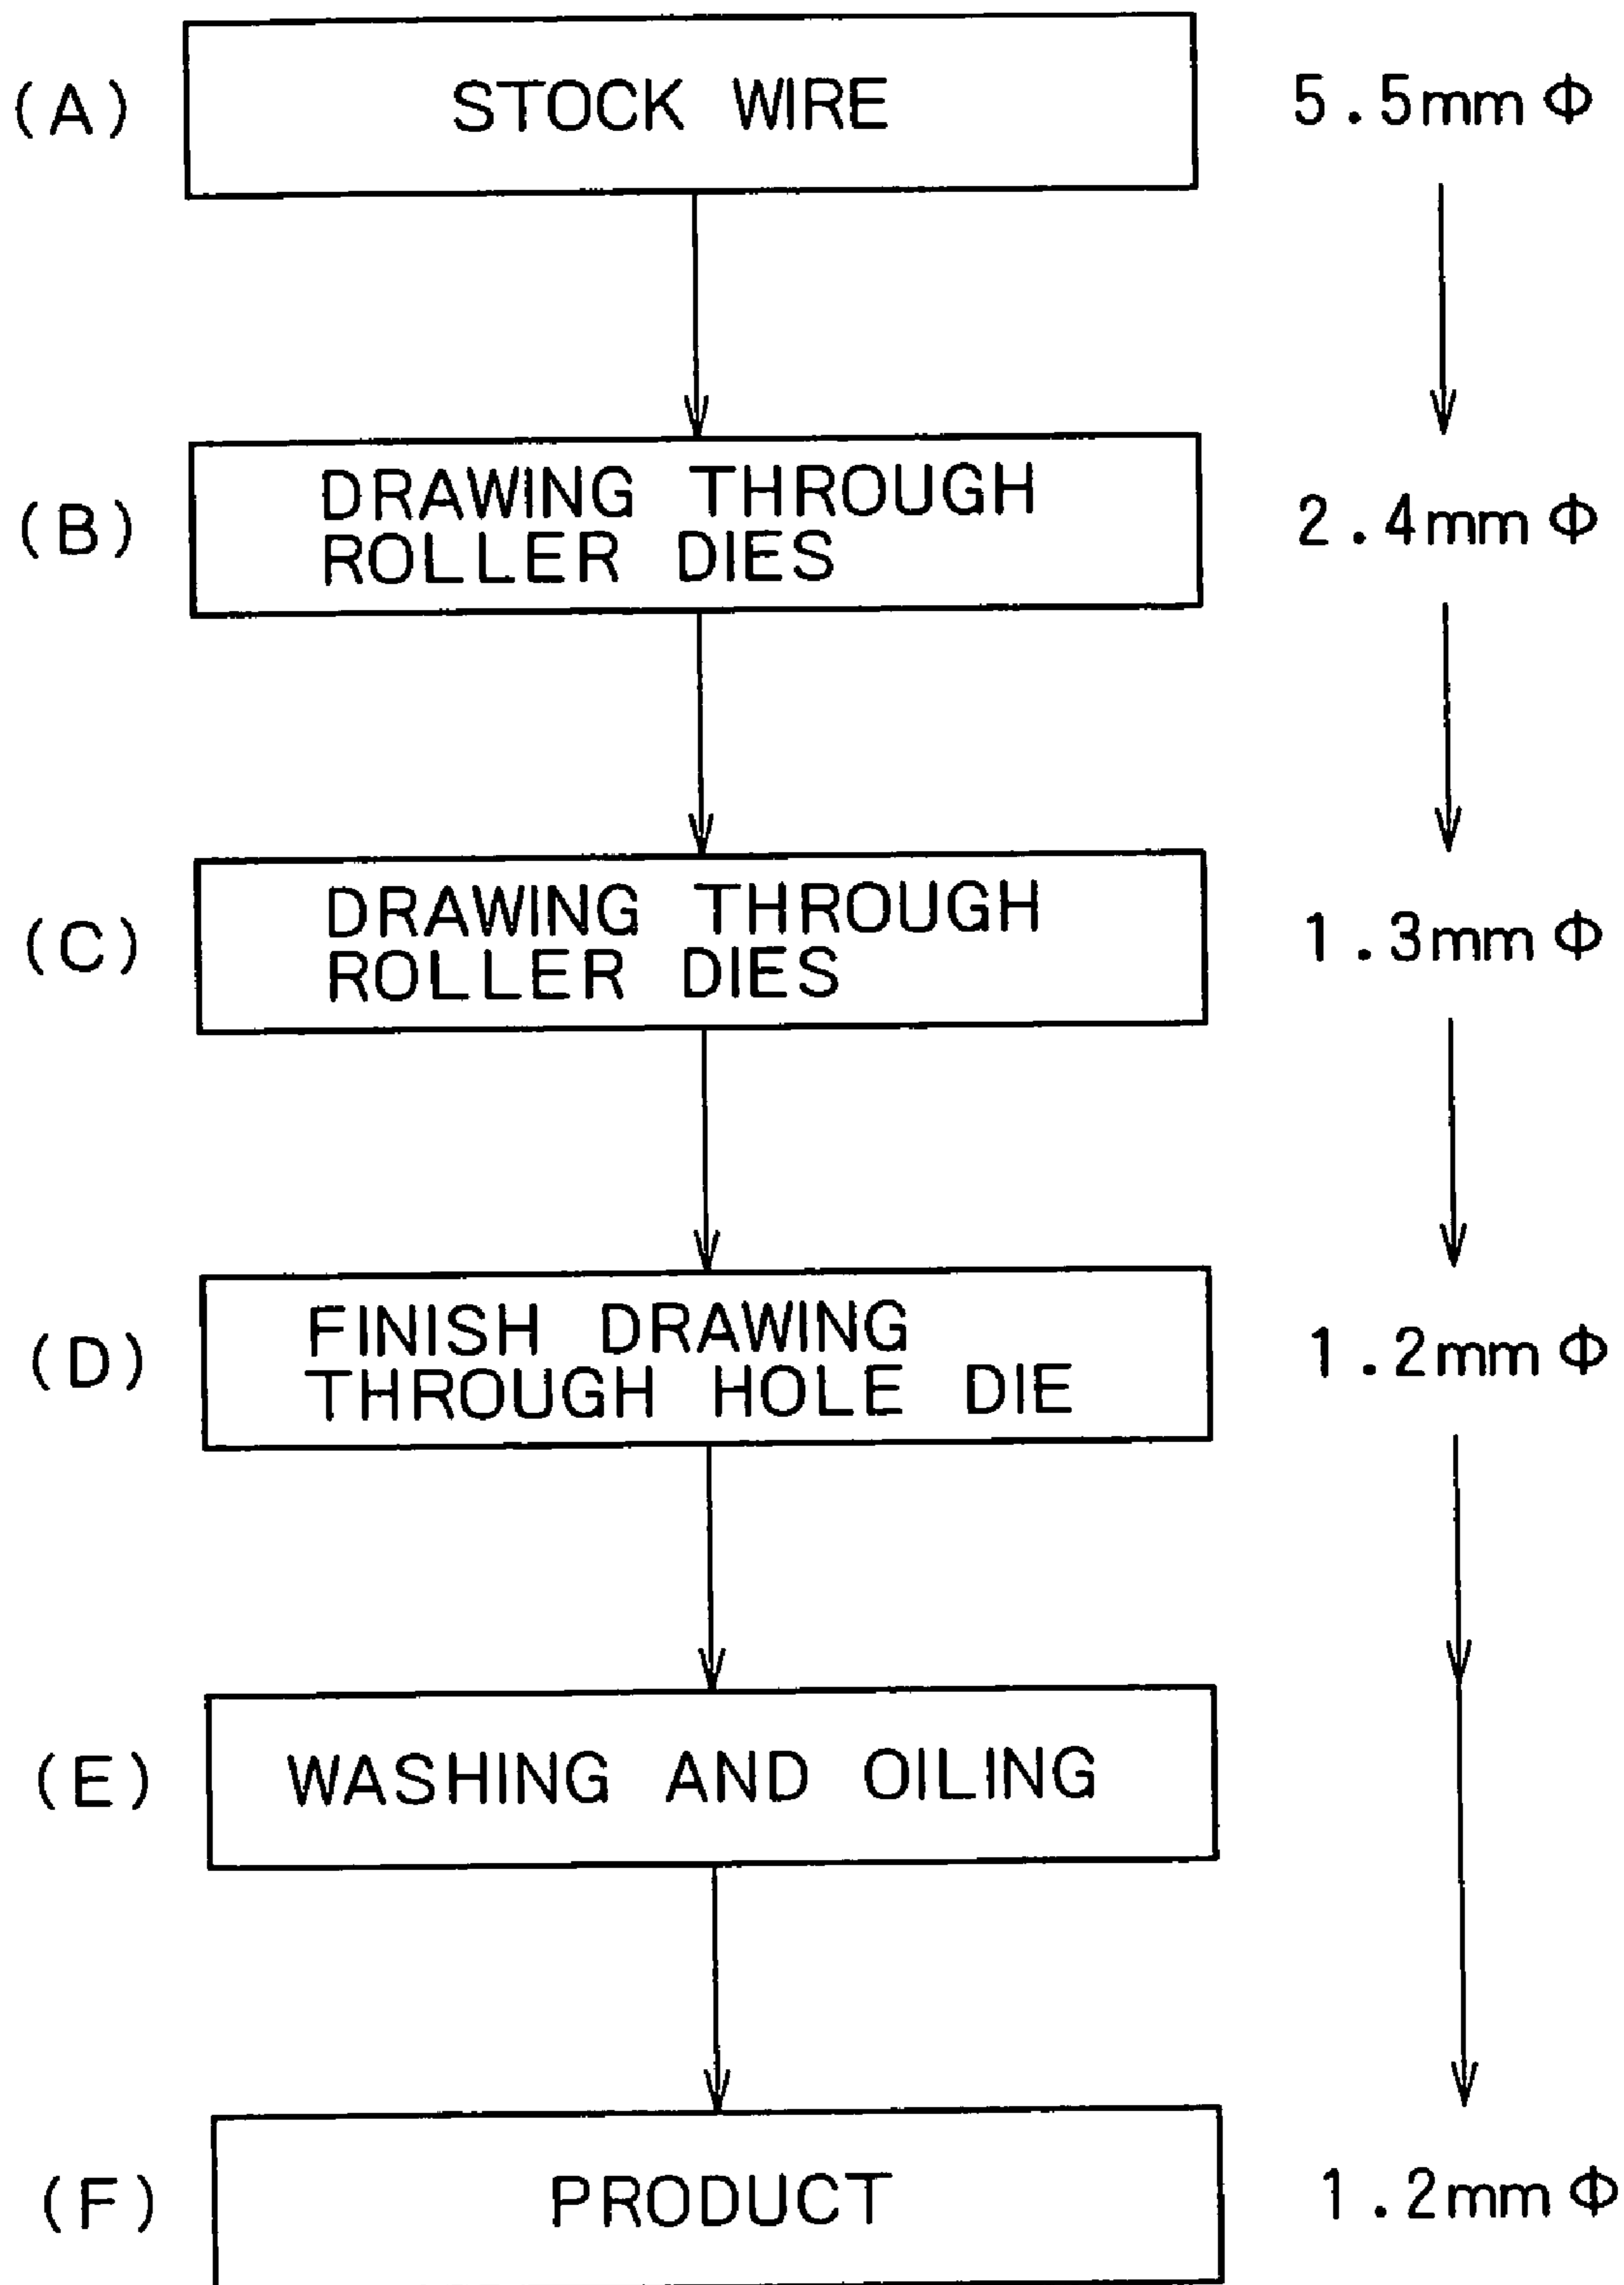 (A) STOCK WIRE 5.5mm Φ
(B) DRAWING THROUGH
ROLLER DIES 2.4mm Φ
(C) DRAWING THROUGH
ROLLER DIES 1.3mm Φ
(D) FINISH DRAWING
THROUGH HOLE DIE 1.2mm Φ
(E) WASHING AND OILING
(F) PRODUCT 1.2mm Φ